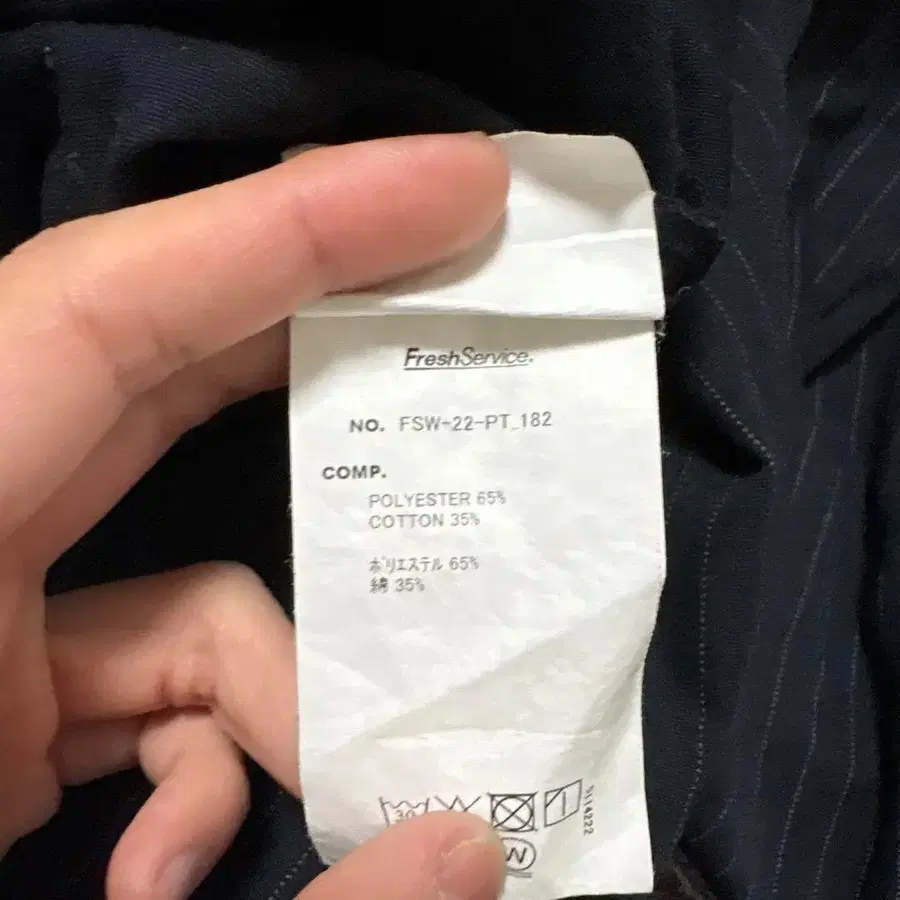 FreshService.
NO. FSW-22-PT_182
COMP.
POLYESTER 65%
COTTON 35%
ポリエステル 65%
綿 35%
30
W